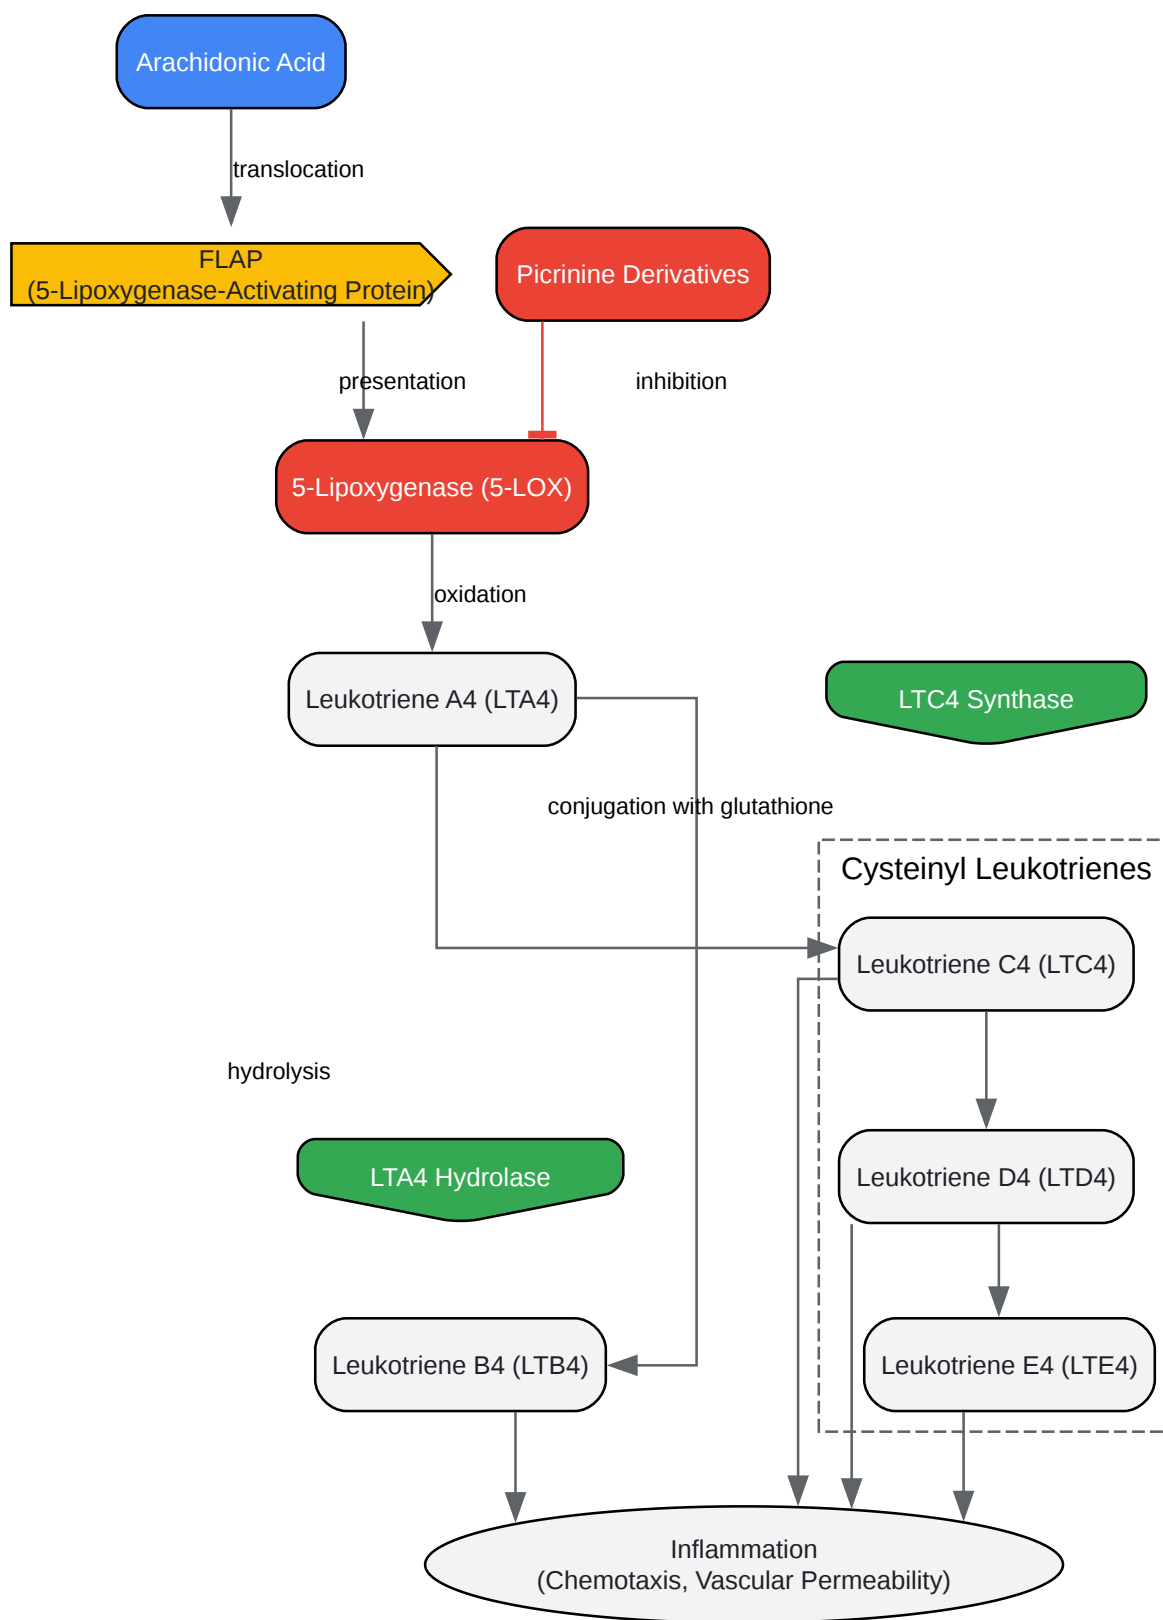 Arachidonic Acid
translocation
FLAP
(5-Lipoxygenase-Activating Protein)
Picrinine Derivatives
presentation
inhibition
5-Lipoxygenase (5-LOX)
oxidation
Leukotriene A4 (LTA4)
LTC4 Synthase
conjugation with glutathione
Cysteinyl Leukotrienes
Leukotriene C4 (LTC4)
hydrolysis
LTA4 Hydrolase
Leukotriene D4 (LTD4)
Leukotriene B4 (LTB4)
Leukotriene E4 (LTE4)
Inflammation
(Chemotaxis, Vascular Permeability)